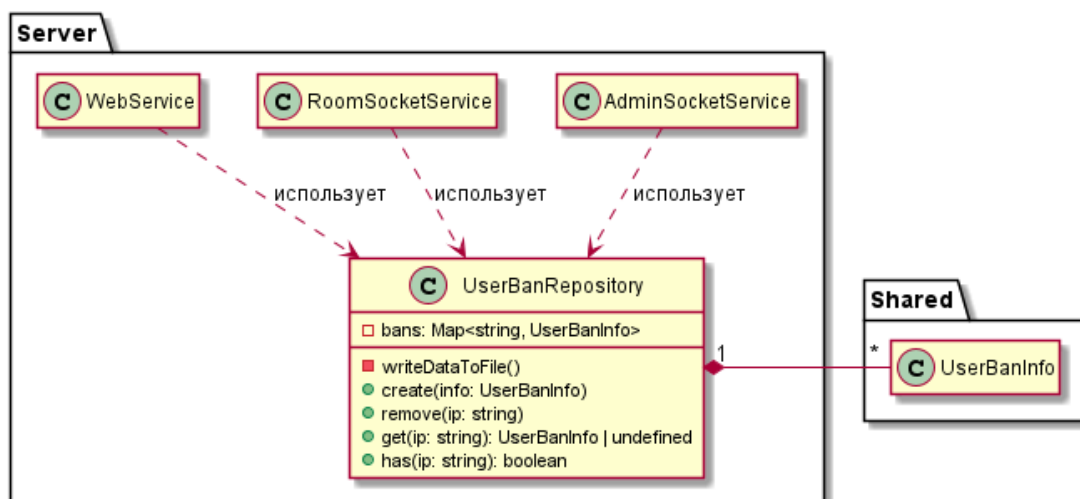 Server
C WebService
C RoomSocketService
C AdminSocketService
использует
использует
использует
C UserBanRepository
bans: Map<string, UserBanInfo>
writeDataToFile()
create(info: UserBanInfo)
remove(ip: string)
get(ip: string): UserBanInfo | undefined
has(ip: string): boolean
1
*
Shared
C UserBanInfo